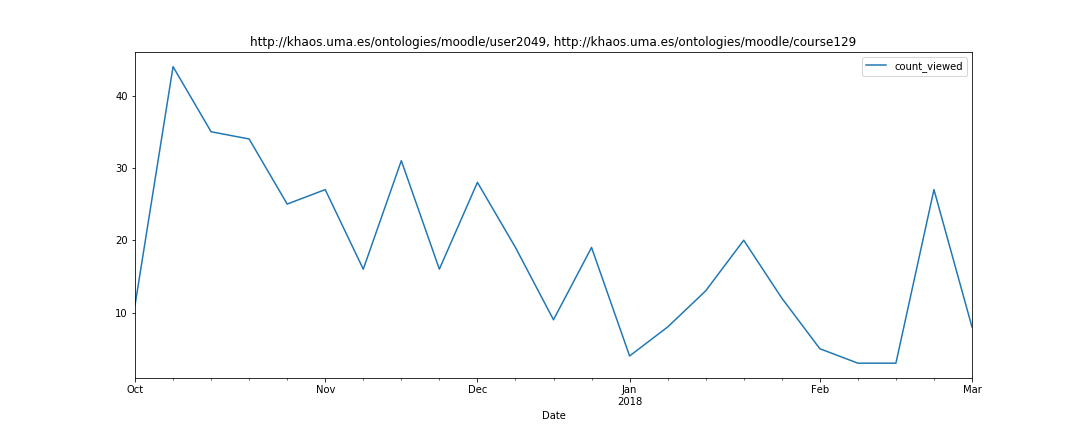 http://khaos.uma.es/ontologies/moodle/user2049, http://khaos.uma.es/ontologies/moodle/course129
count_viewed
40
30
20
10
Oct Nov Dec Jan Feb Mar
2018
Date